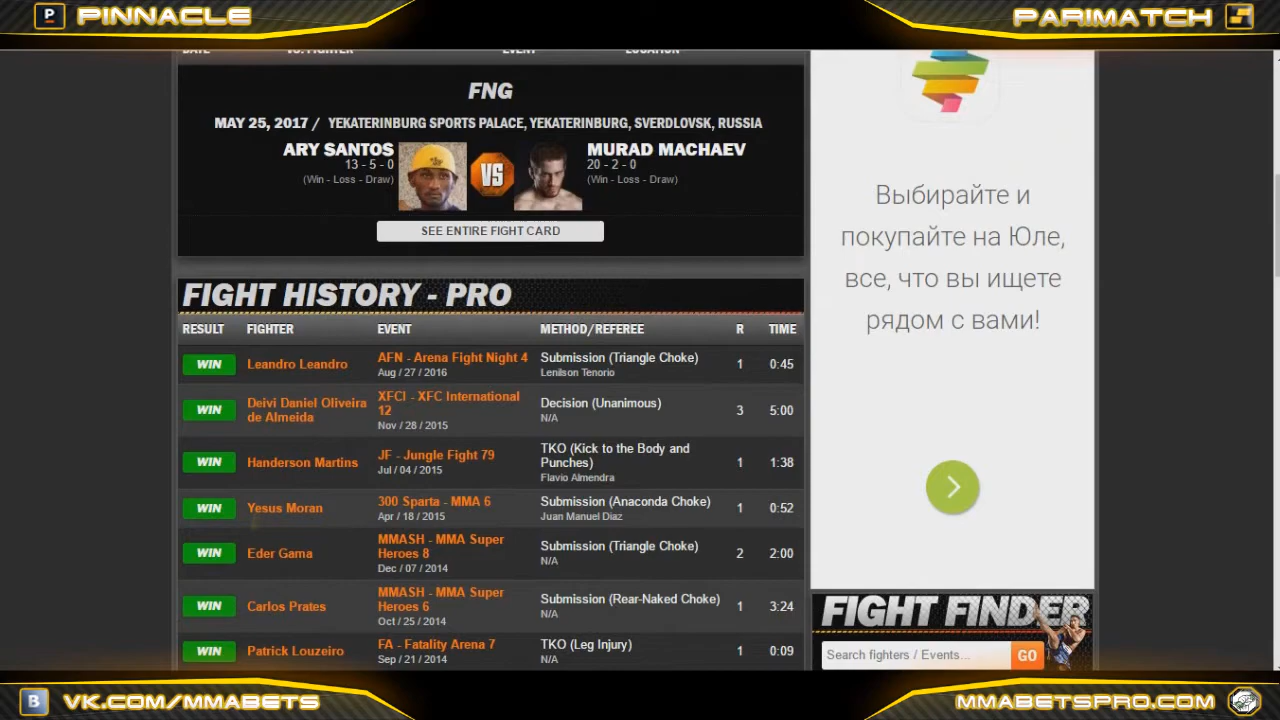 P PINNACLE
PARIMATCH
DATE VS. FIGHTER EVENT LOCATION
FNG
MAY 25, 2017 / YEKATERINBURG SPORTS PALACE, YEKATERINBURG, SVERDLOVSK, RUSSIA
ARY SANTOS
13 - 5 - 0
(Win - Loss - Draw)
VS
MURAD MACHAEV
20 - 2 - 0
(Win - Loss - Draw)
SEE ENTIRE FIGHT CARD
FIGHT HISTORY - PRO
RESULT FIGHTER EVENT METHOD/REFEREE R TIME
WIN Leandro Leandro AFN - Arena Fight Night 4 Submission (Triangle Choke) 1 0:45
Aug / 27 / 2016 Lenilson Tenorio
WIN Deivi Daniel Oliveira XFCI - XFC International Decision (Unanimous) 3 5:00
de Almeida 12 N/A
Nov / 28 / 2015
WIN Handerson Martins JF - Jungle Fight 79 TKO (Kick to the Body and 1 1:38
Jul / 04 / 2015 Punches)
Flavio Almendra
WIN Yesus Moran 300 Sparta - MMA 6 Submission (Anaconda Choke) 1 0:52
Apr / 18 / 2015 Juan Manuel Diaz
WIN Eder Gama MMASH - MMA Super Submission (Triangle Choke) 2 2:00
Heroes 8 N/A
Dec / 07 / 2014
WIN Carlos Prates MMASH - MMA Super Submission (Rear-Naked Choke) 1 3:24
Heroes 6 N/A
Oct / 25 / 2014
WIN Patrick Louzeiro FA - Fatality Arena 7 TKO (Leg Injury) 1 0:09
Sep / 21 / 2014 N/A
Выбирайте и
покупайте на Юле,
все, что вы ищете
рядом с вами!
FIGHT FINDER
Search fighters / Events... GO
B VK.COM/MMABETS
MMABETSPRO.COM